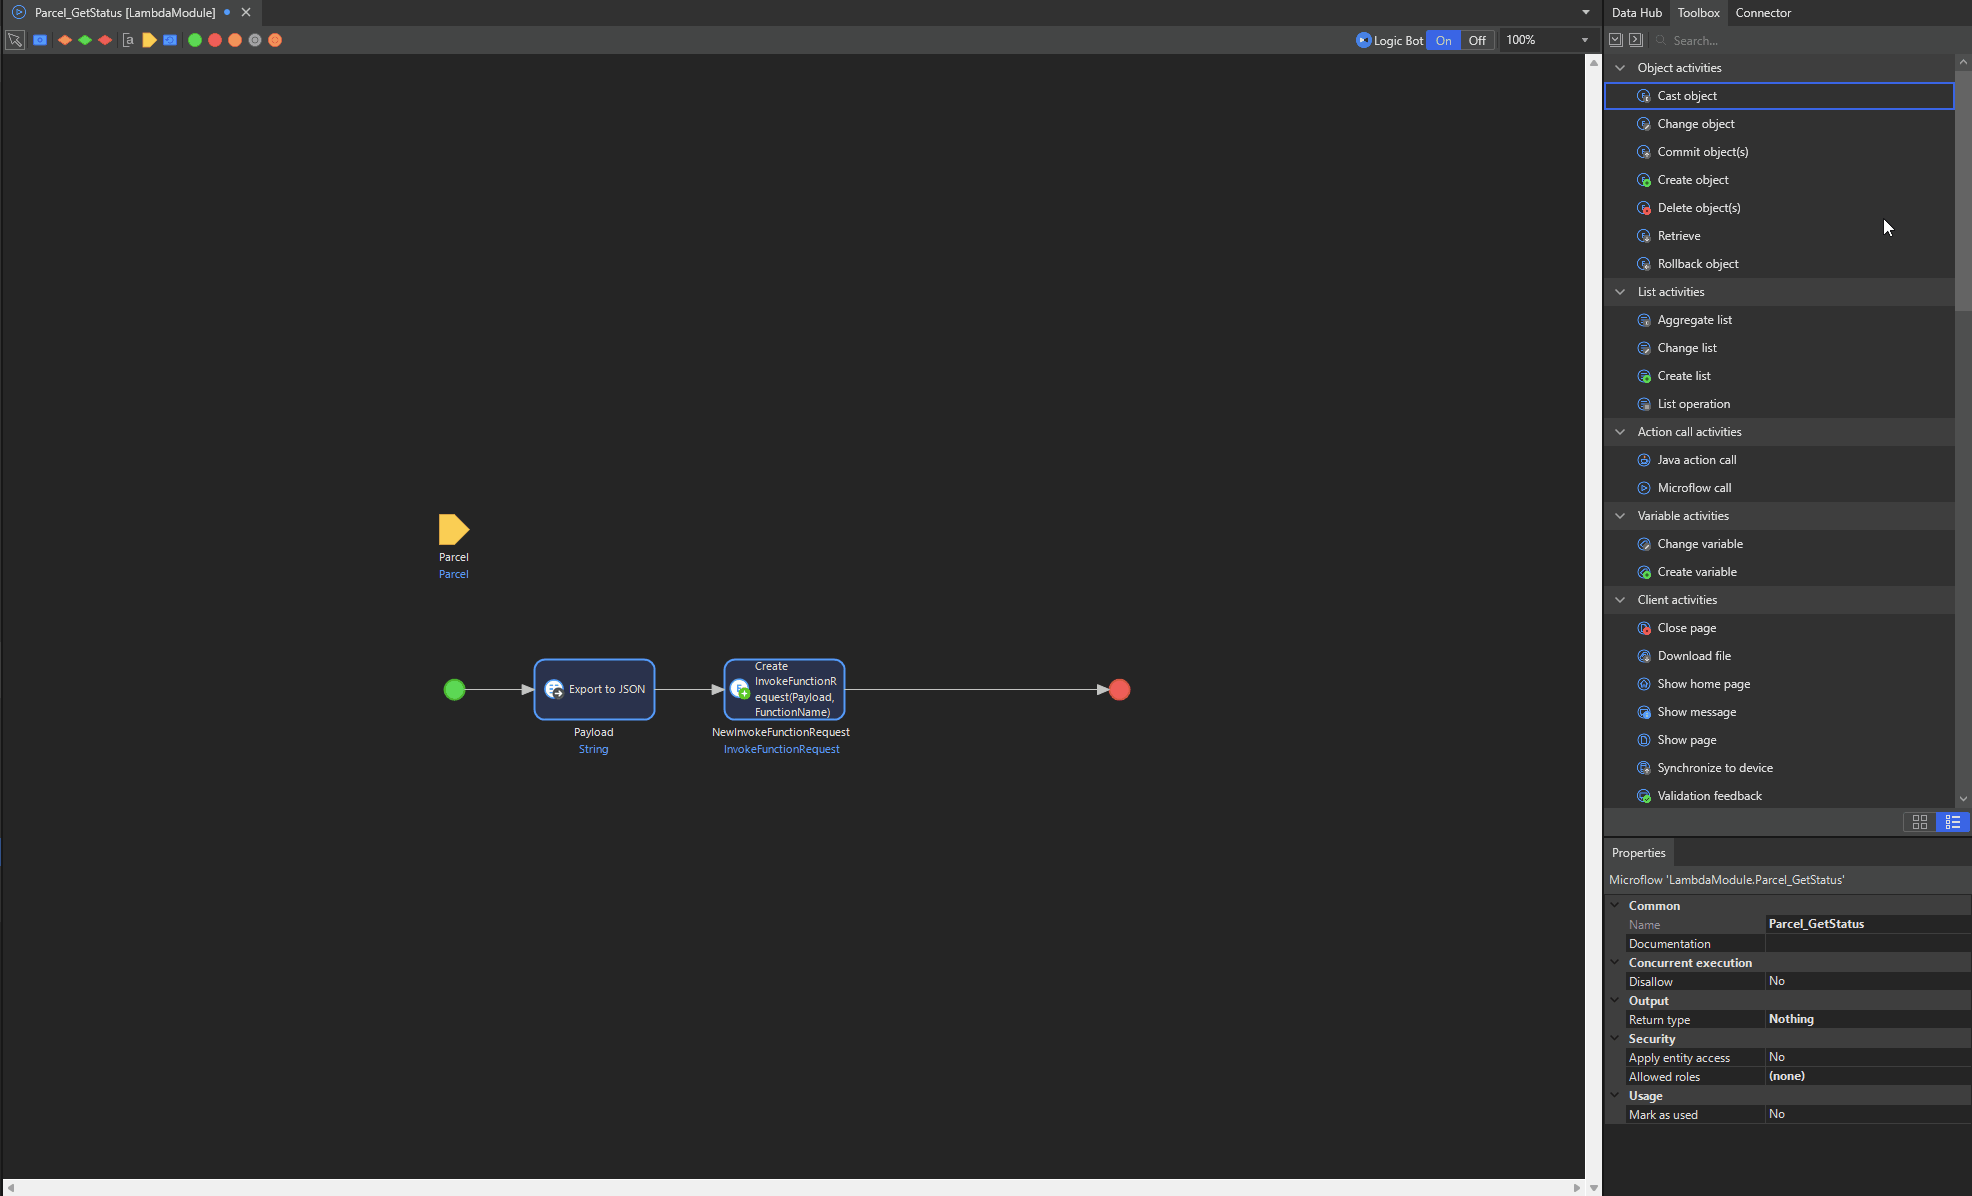 Parcel_GetStatus [LambdaModule]
Logic Bot On Off 100%
Parcel
Parcel
Export to JSON
Payload
String
Create
InvokeFunctionR
equest(Payload,
FunctionName)
NewInvokeFunctionRequest
InvokeFunctionRequest
Data Hub Toolbox Connector
Search...
Object activities
Cast object
Change object
Commit object(s)
Create object
Delete object(s)
Retrieve
Rollback object
List activities
Aggregate list
Change list
Create list
List operation
Action call activities
Java action call
Microflow call
Variable activities
Change variable
Create variable
Client activities
Close page
Download file
Show home page
Show message
Show page
Synchronize to device
Validation feedback
Properties
Microflow 'LambdaModule.Parcel_GetStatus'
Common
Name Parcel_GetStatus
Documentation
Concurrent execution
Disallow No
Output
Return type Nothing
Security
Apply entity access No
Allowed roles (none)
Usage
Mark as used No